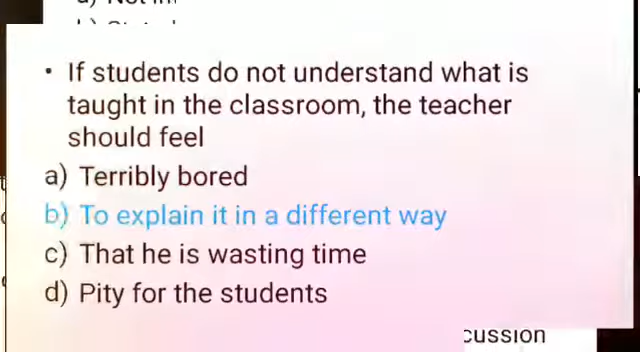 • If students do not understand what is
taught in the classroom, the teacher
should feel
a) Terribly bored
b) To explain it in a different way
c) That he is wasting time
d) Pity for the students
cussion